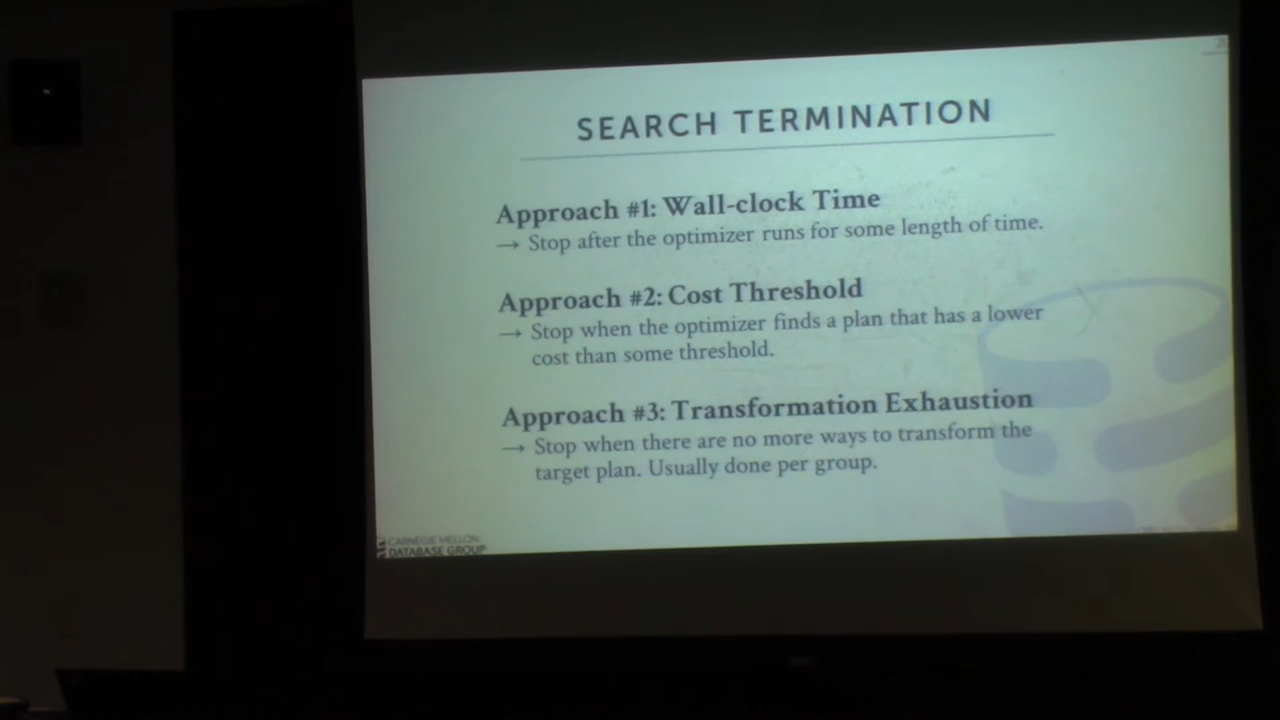 SEARCH TERMINATION
Approach #1: Wall-clock Time
→ Stop after the optimizer runs for some length of time.
Approach #2: Cost Threshold
→ Stop when the optimizer finds a plan that has a lower
cost than some threshold.
Approach #3: Transformation Exhaustion
→ Stop when there are no more ways to transform the
target plan. Usually done per group.
CARNEGIE MELLON
DATABASE GROUP